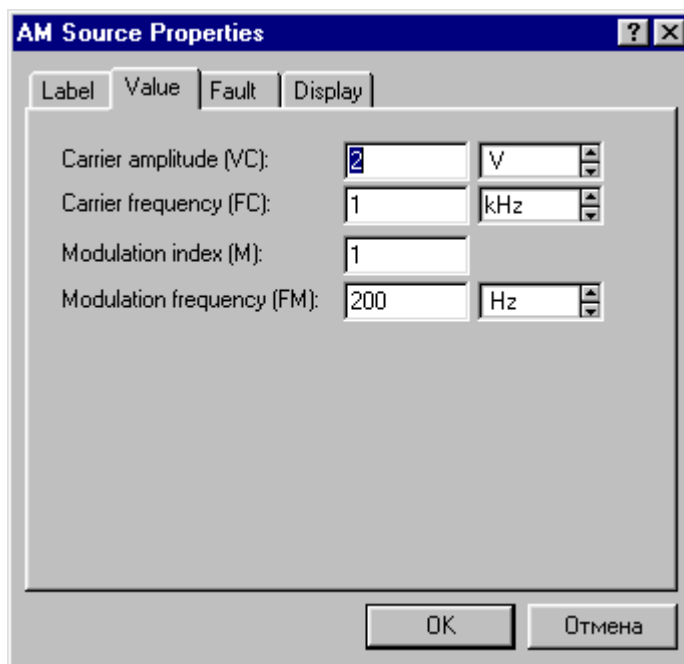 AM Source Properties
Label Value Fault Display
Carrier amplitude (VC): 2 V
Carrier frequency (FC): 1 kHz
Modulation index (M): 1
Modulation frequency (FM): 200 Hz
OK Отмена